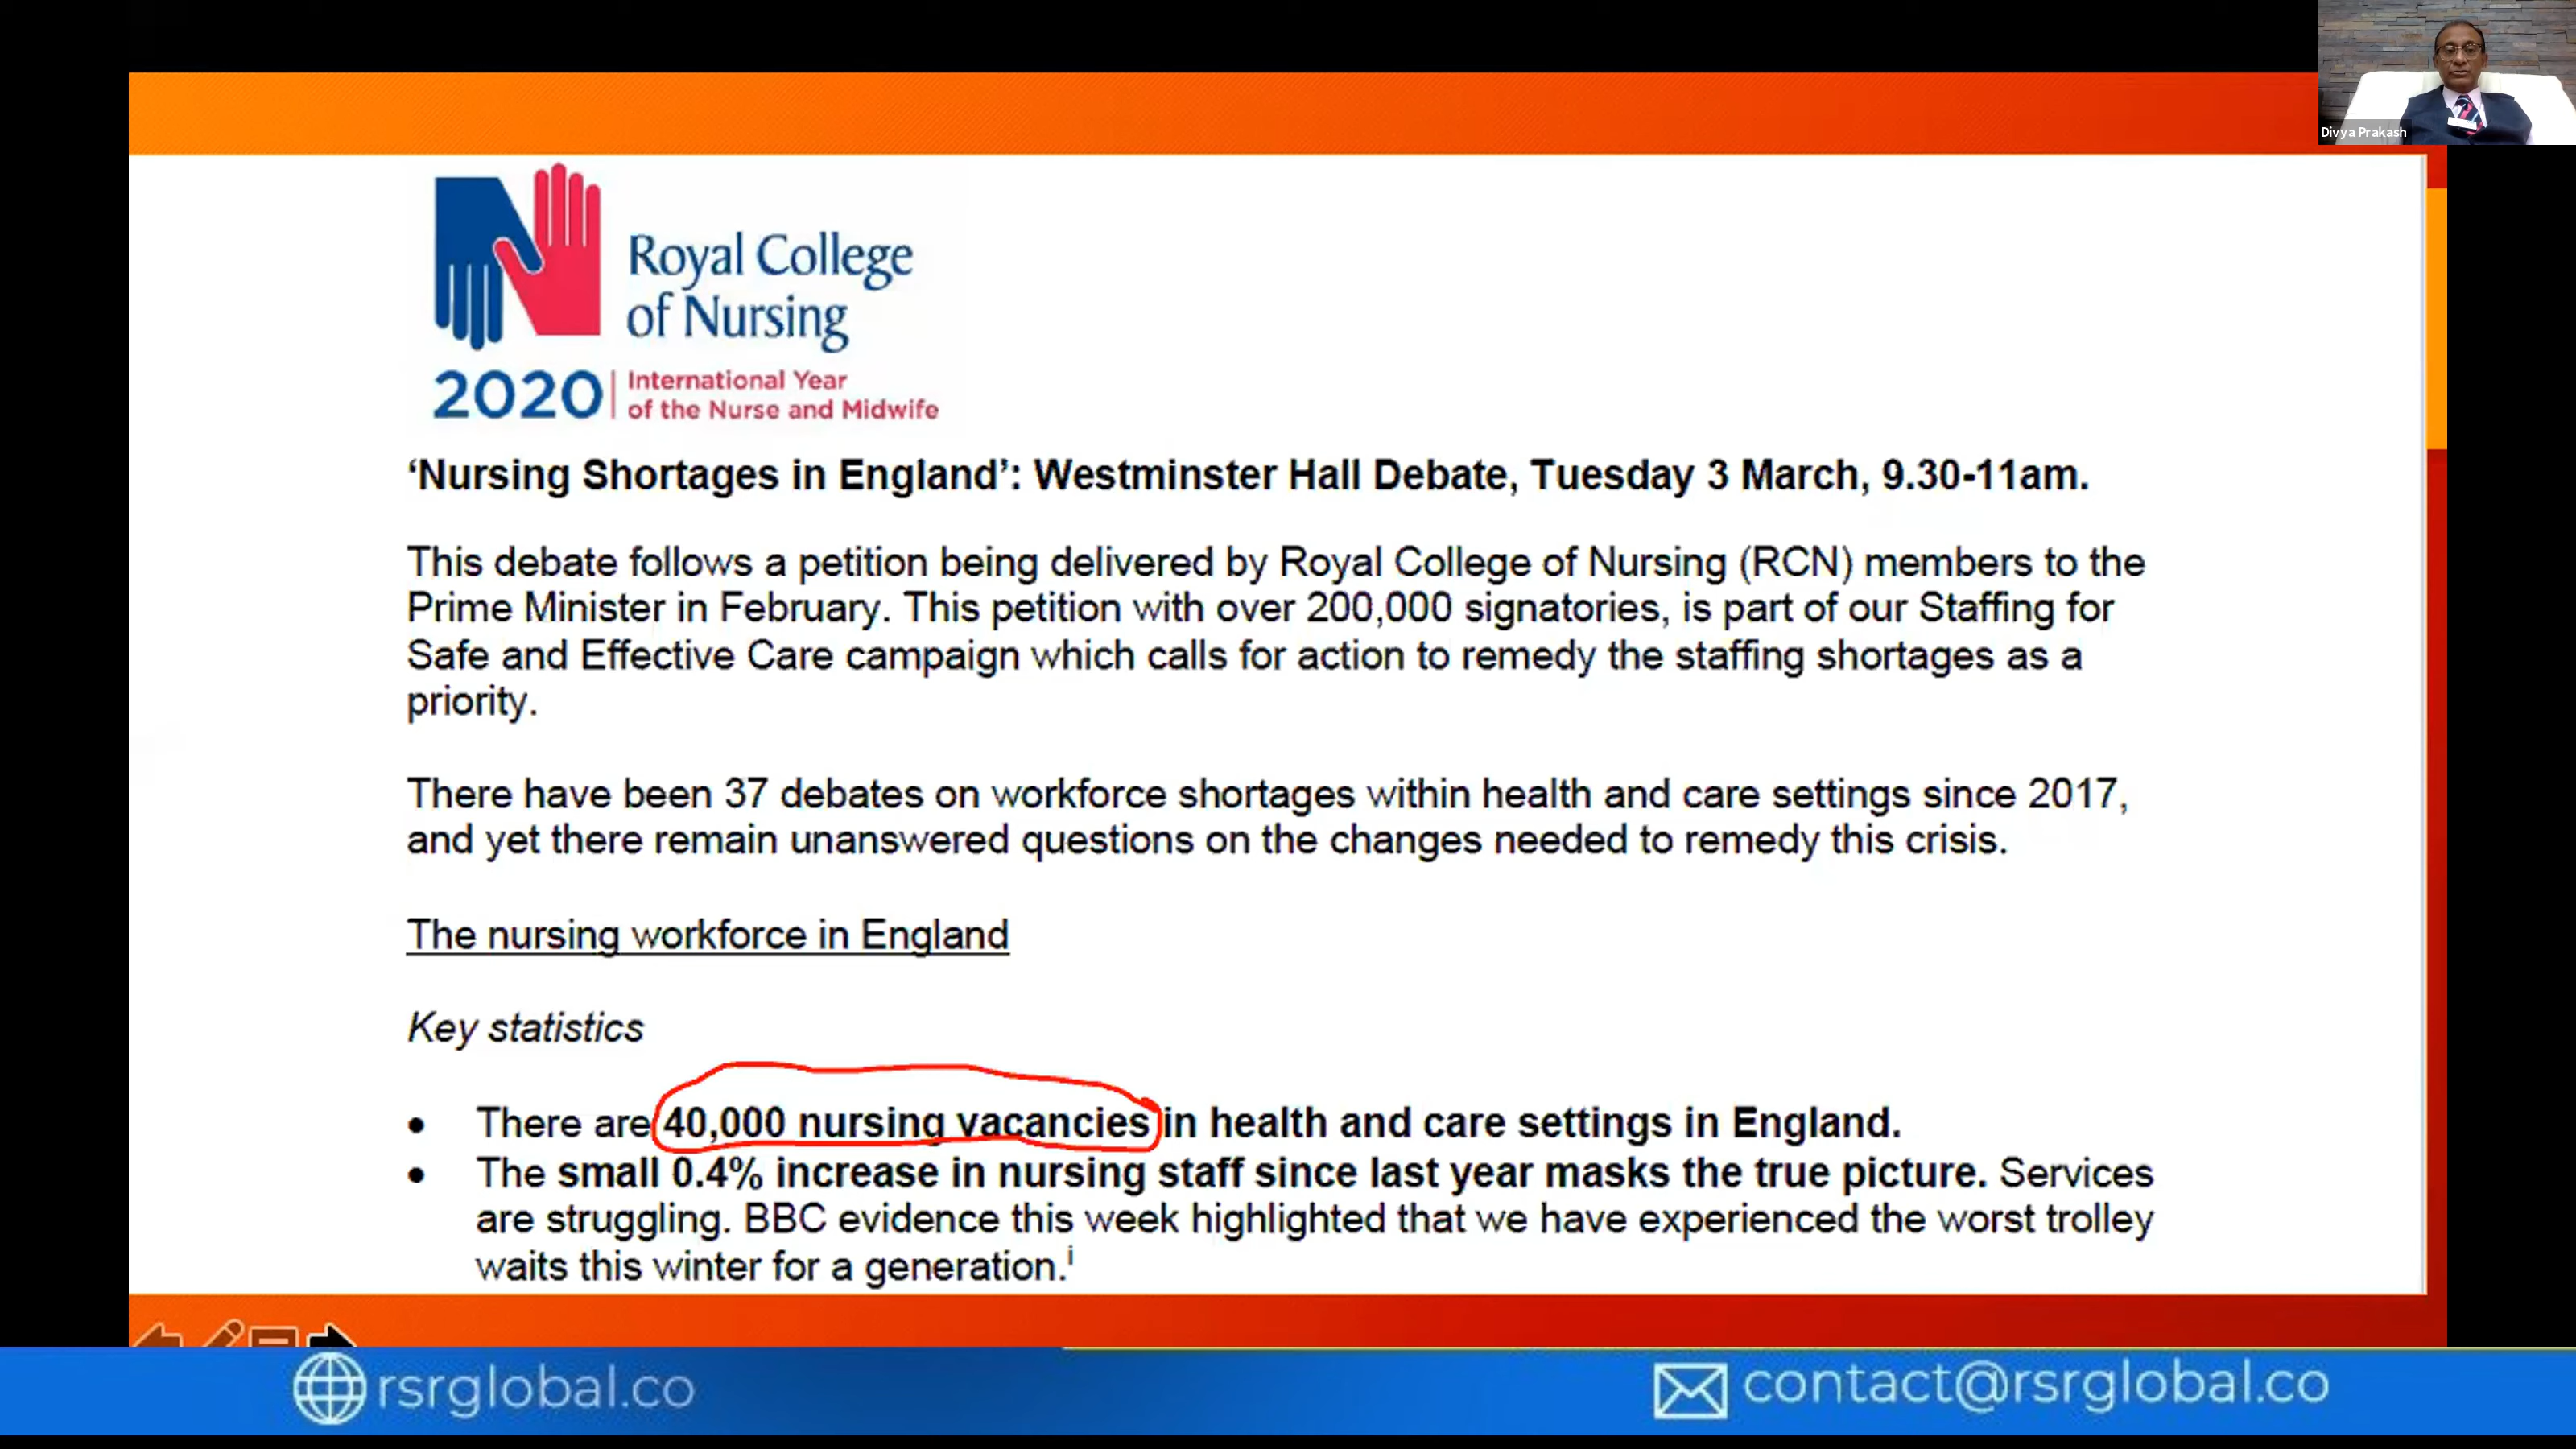 Divya Prakash
Royal College
of Nursing
2020 International Year
of the Nurse and Midwife
‘Nursing Shortages in England’: Westminster Hall Debate, Tuesday 3 March, 9.30-11am.
This debate follows a petition being delivered by Royal College of Nursing (RCN) members to the
Prime Minister in February. This petition with over 200,000 signatories, is part of our Staffing for
Safe and Effective Care campaign which calls for action to remedy the staffing shortages as a
priority.
There have been 37 debates on workforce shortages within health and care settings since 2017,
and yet there remain unanswered questions on the changes needed to remedy this crisis.
The nursing workforce in England
Key statistics
• There are 40,000 nursing vacancies in health and care settings in England.
• The small 0.4% increase in nursing staff since last year masks the true picture. Services
are struggling. BBC evidence this week highlighted that we have experienced the worst trolley
waits this winter for a generation.i
rsrglobal.co
contact@rsrglobal.co